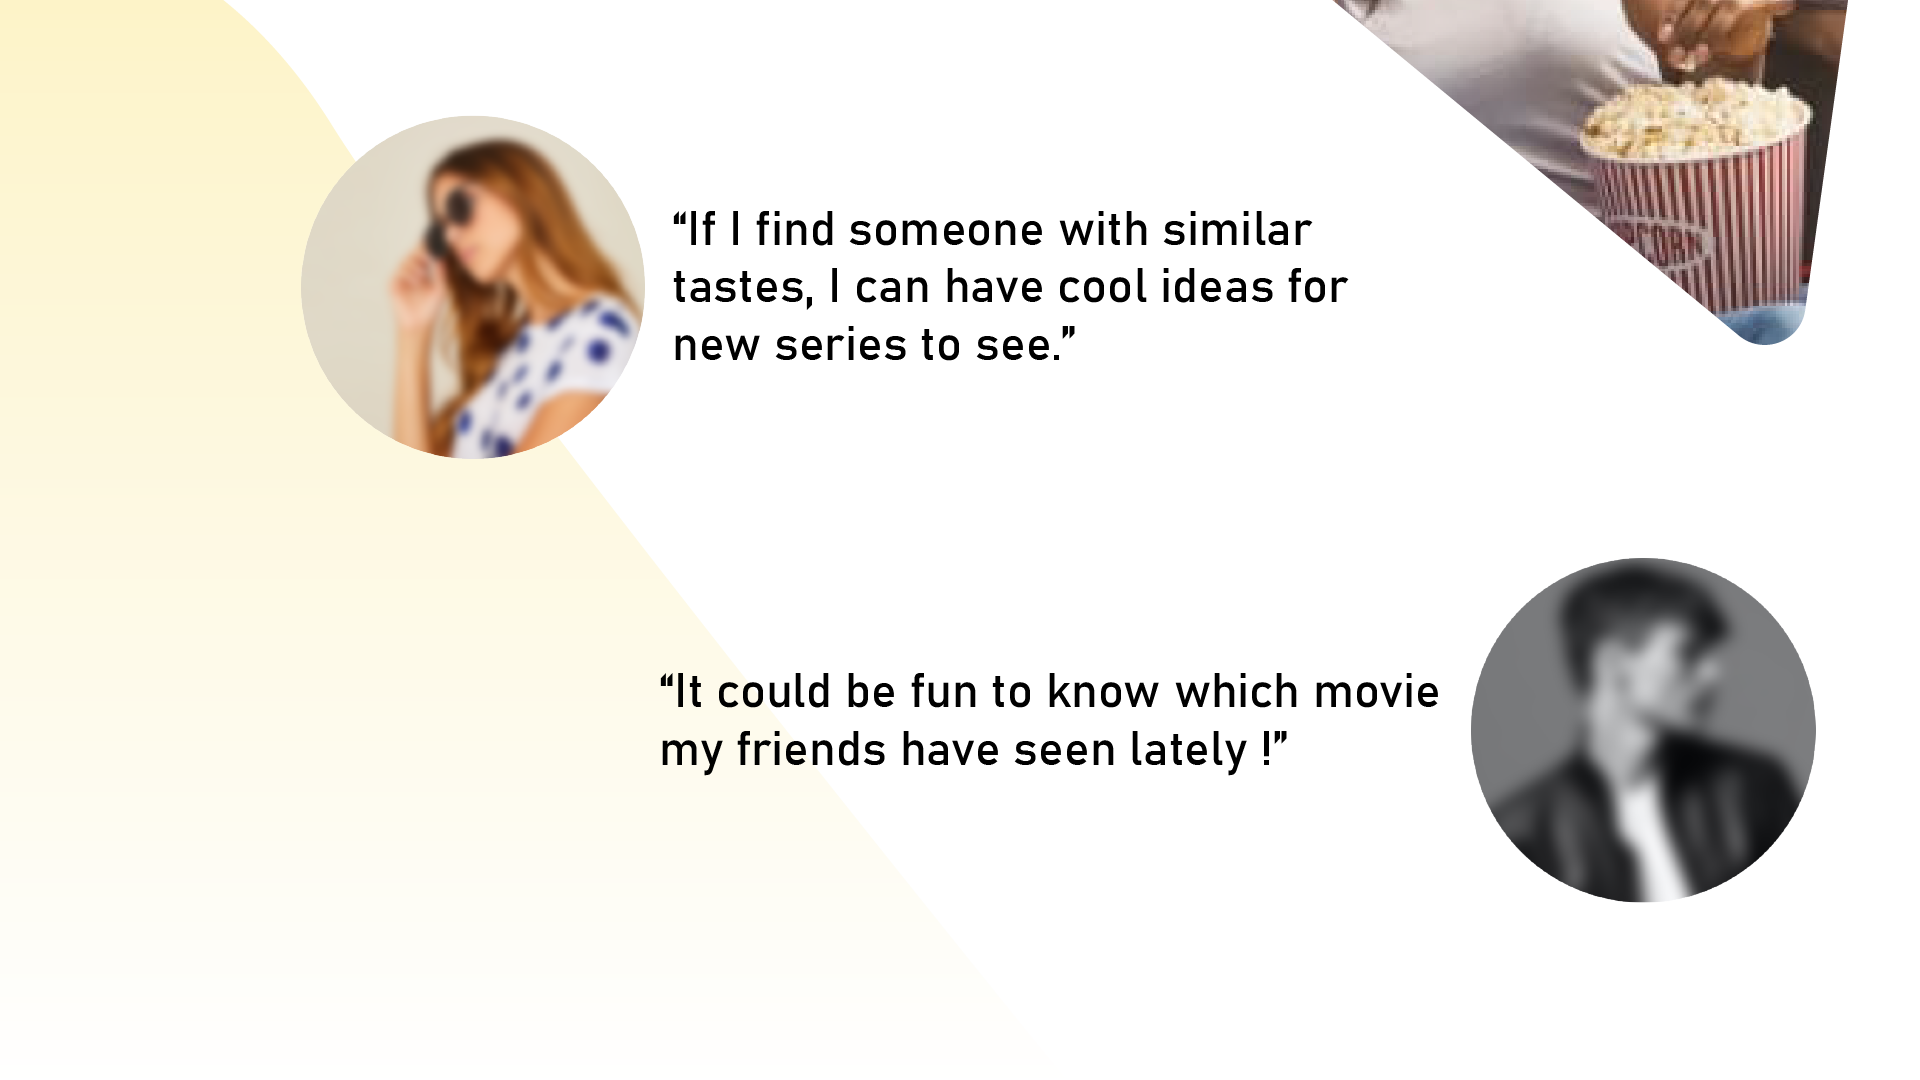 “If I find someone with similar
tastes, I can have cool ideas for
new series to see.”
“It could be fun to know which movie
my friends have seen lately !”